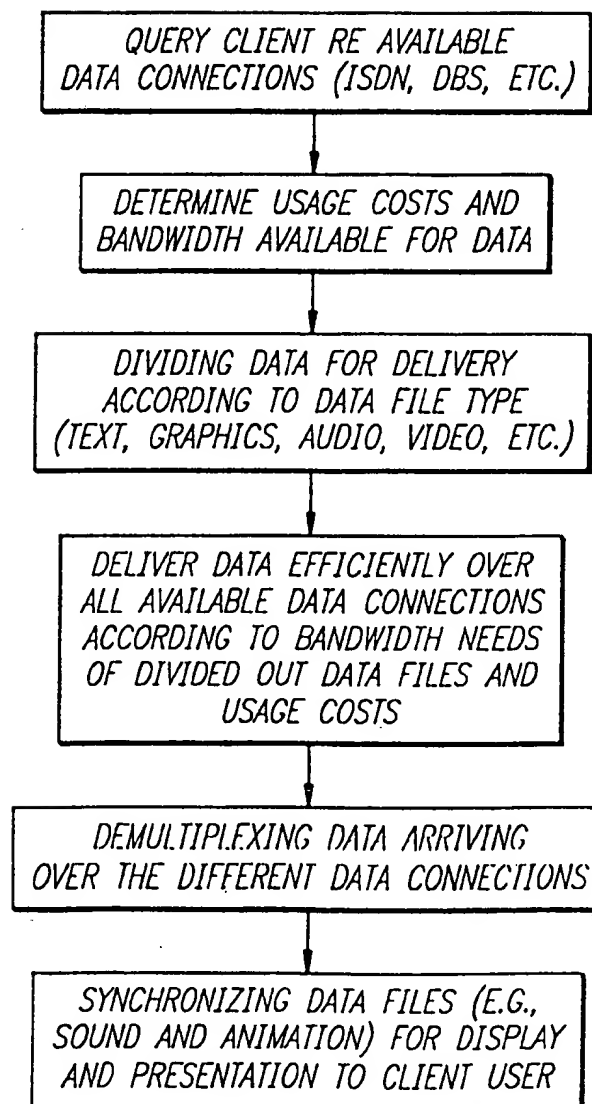 QUERY CLIENT RE AVAILABLE
DATA CONNECTIONS (ISDN, DBS, ETC.)
DETERMINE USAGE COSTS AND
BANDWIDTH AVAILABLE FOR DATA
DIVIDING DATA FOR DELIVERY
ACCORDING TO DATA FILE TYPE
(TEXT, GRAPHICS, AUDIO, VIDEO, ETC.)
DELIVER DATA EFFICIENTLY OVER
ALL AVAILABLE DATA CONNECTIONS
ACCORDING TO BANDWIDTH NEEDS
OF DIVIDED OUT DATA FILES AND
USAGE COSTS
DEMULTIPLEXING DATA ARRIVING
OVER THE DIFFERENT DATA CONNECTIONS
SYNCHRONIZING DATA FILES (E.G.,
SOUND AND ANIMATION) FOR DISPLAY
AND PRESENTATION TO CLIENT USER